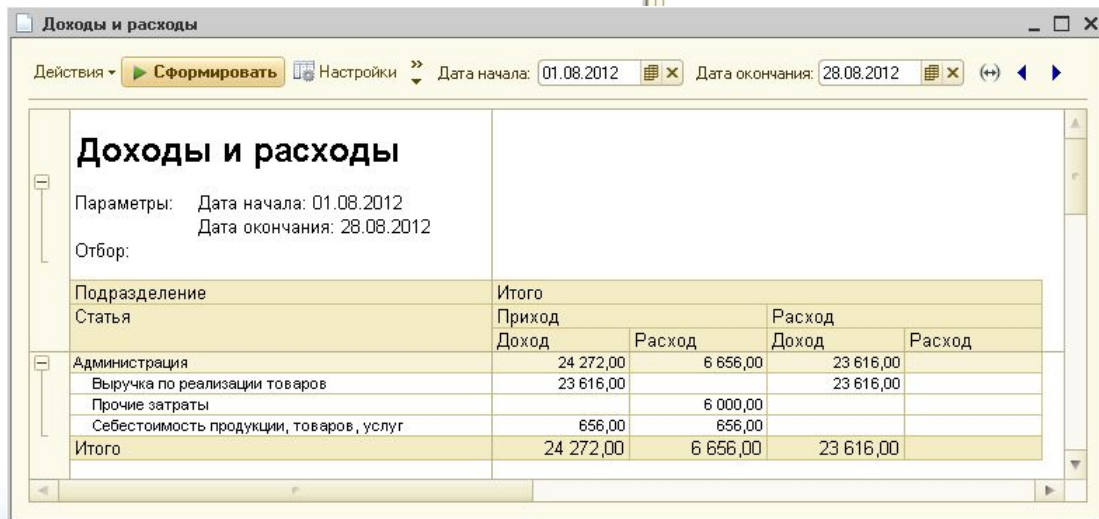 Доходы и расходы
Действия Сформировать Настройки Дата начала: 01.08.2012 Дата окончания: 28.08.2012
Доходы и расходы
Параметры: Дата начала: 01.08.2012
Дата окончания: 28.08.2012
Отбор:
Подразделение Итого
Статья Приход Расход
Доход Расход Доход Расход
Администрация 24 272,00 6 656,00 23 616,00
Выручка по реализации товаров 23 616,00 23 616,00
Прочие затраты 6 000,00
Себестоимость продукции, товаров, услуг 656,00 656,00
Итого 24 272,00 6 656,00 23 616,00